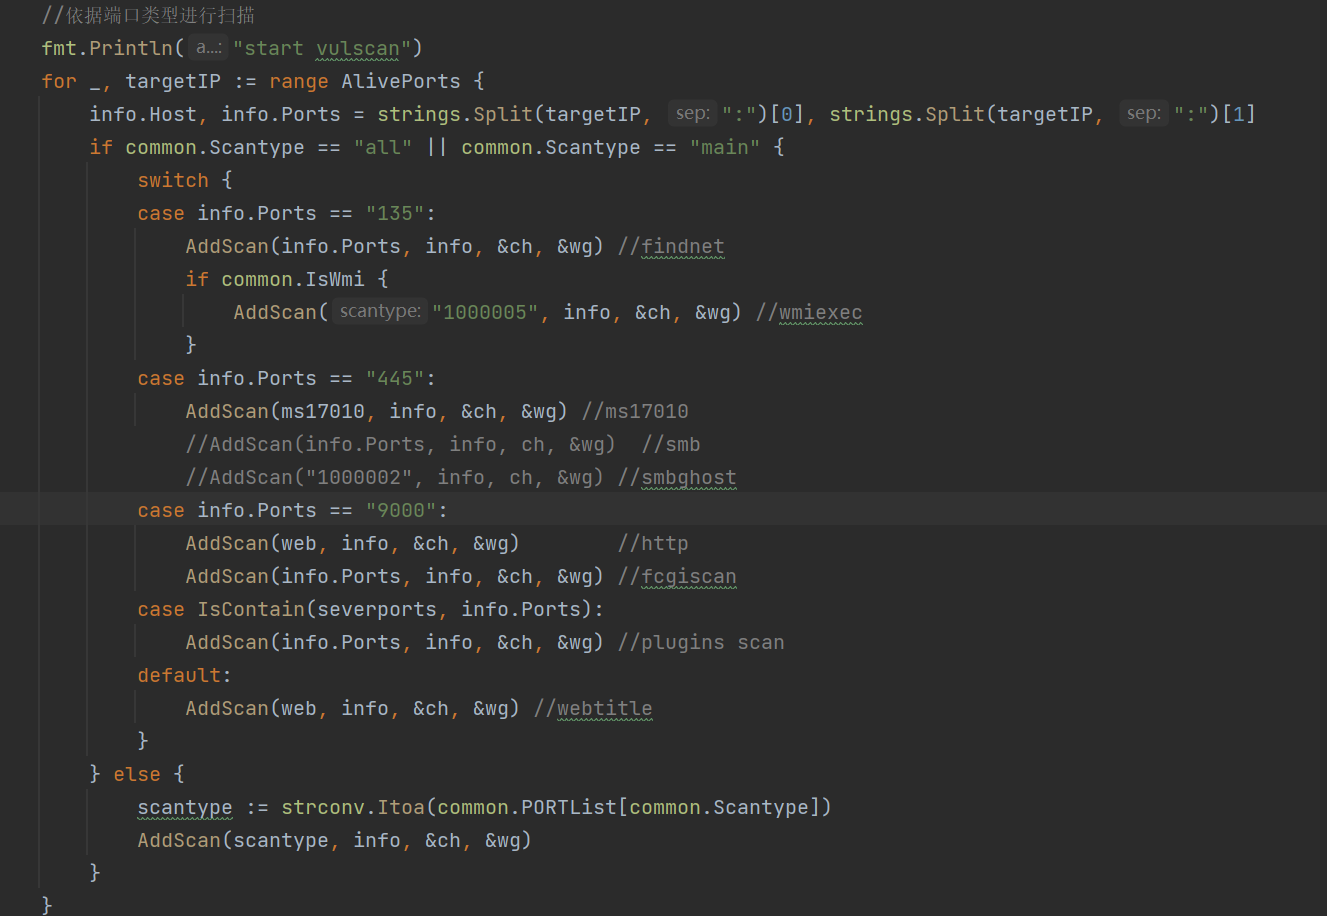 //依据端口类型进行扫描
fmt.Println( a...: "start vulscan")
for _, targetIP := range AlivePorts {
info.Host, info.Ports = strings.Split(targetIP, sep: ":")[0], strings.Split(targetIP, sep: ":")[1]
if common.Scantype == "all" || common.Scantype == "main" {
switch {
case info.Ports == "135":
AddScan(info.Ports, info, &ch, &wg) //findnet
if common.IsWmi {
AddScan( scantype: "1000005", info, &ch, &wg) //wmiexec
}
case info.Ports == "445":
AddScan(ms17010, info, &ch, &wg) //ms17010
//AddScan(info.Ports, info, ch, &wg)  //smb
//AddScan("1000002", info, ch, &wg) //smbghost
case info.Ports == "9000":
AddScan(web, info, &ch, &wg)        //http
AddScan(info.Ports, info, &ch, &wg) //fcgiscan
case IsContain(severports, info.Ports):
AddScan(info.Ports, info, &ch, &wg) //plugins scan
default:
AddScan(web, info, &ch, &wg) //webtitle
}
} else {
scantype := strconv.Itoa(common.PORTList[common.Scantype])
AddScan(scantype, info, &ch, &wg)
}
}